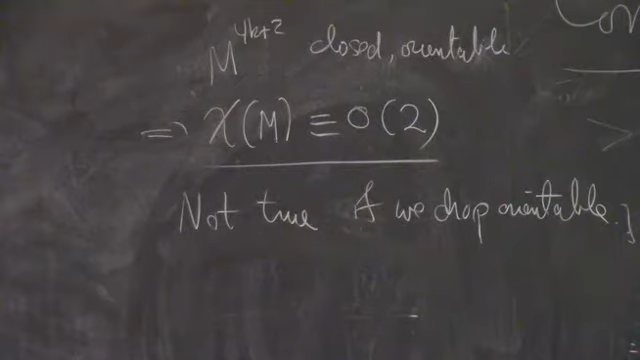 M^{4k+2} closed, orientable
⇒ χ(M) ≡ 0 (2)
Not true if we drop orientable.]